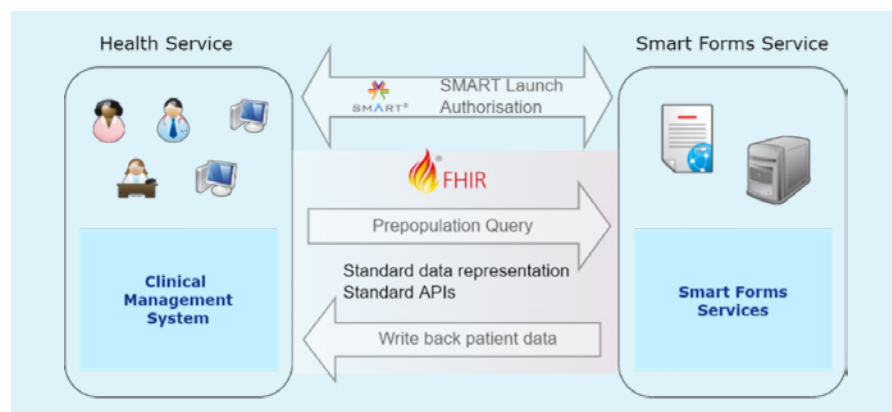 Health Service
Smart Forms Service
SMART Launch
Authorisation
SMART®
®
FHIR
Prepopulation Query
Standard data representation
Standard APIs
Write back patient data
Clinical
Management
System
Smart Forms
Services